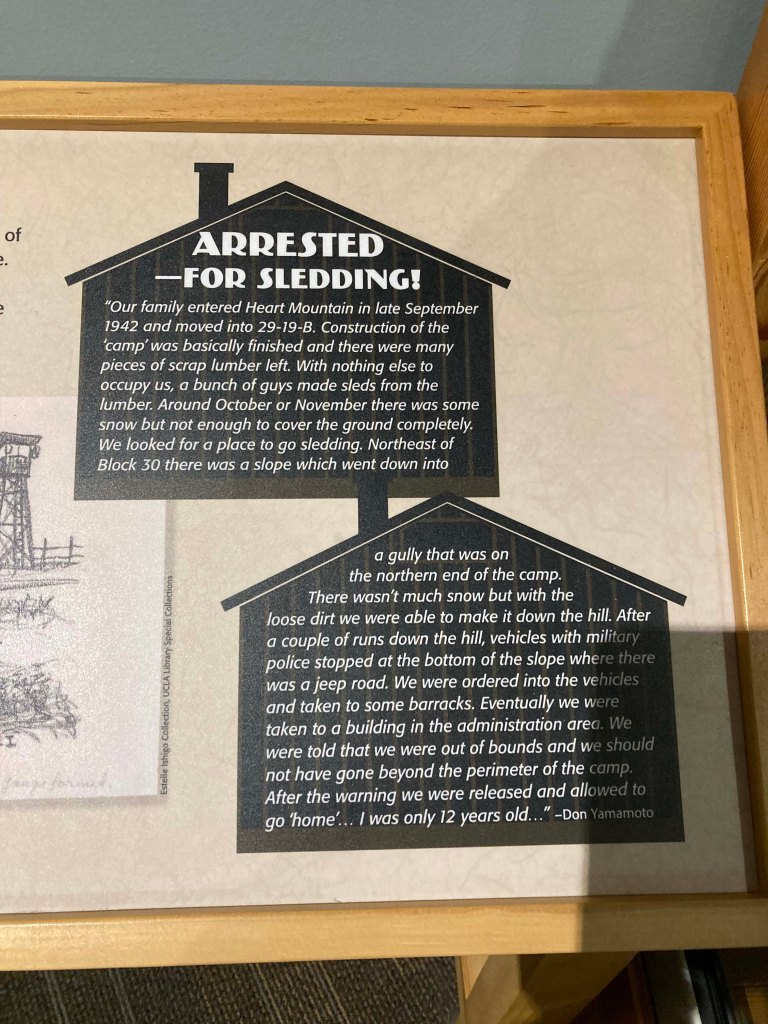 of
e.
e
ARRESTED
—FOR SLEDDING!
“Our family entered Heart Mountain in late September
1942 and moved into 29-19-B. Construction of the
‘camp’ was basically finished and there were many
pieces of scrap lumber left. With nothing else to
occupy us, a bunch of guys made sleds from the
lumber. Around October or November there was some
snow but not enough to cover the ground completely.
We looked for a place to go sledding. Northeast of
Block 30 there was a slope which went down into
a gully that was on
the northern end of the camp.
There wasn’t much snow but with the
loose dirt we were able to make it down the hill. After
a couple of runs down the hill, vehicles with military
police stopped at the bottom of the slope where there
was a jeep road. We were ordered into the vehicles
and taken to some barracks. Eventually we were
taken to a building in the administration area. We
were told that we were out of bounds and we should
not have gone beyond the perimeter of the camp.
After the warning we were released and allowed to
go ‘home’… I was only 12 years old…” –Don Yamamoto
Estelle Ishigo Collection, UCLA Library Special Collections